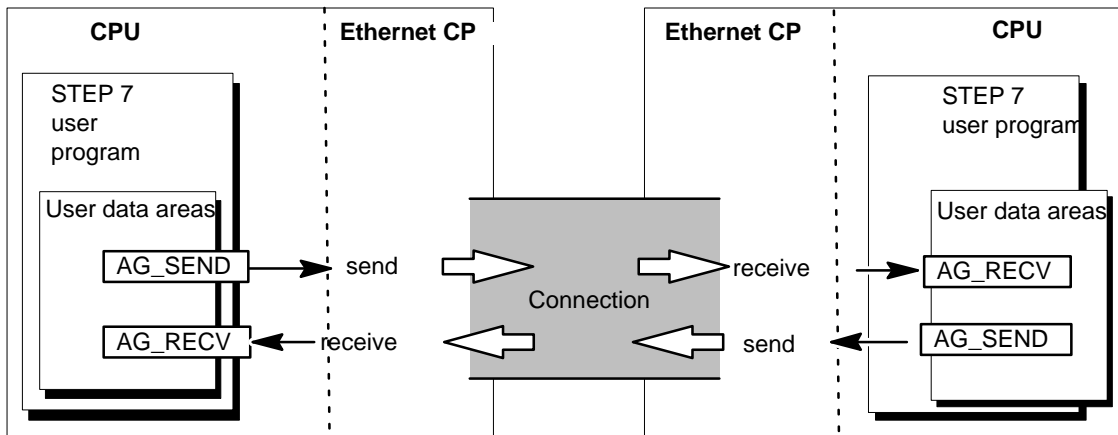 CPU
Ethernet CP
Ethernet CP
CPU
STEP 7
user
program
STEP 7
user program
User data areas
User data areas
AG_SEND
send
receive
AG_RECV
Connection
AG_RECV
receive
send
AG_SEND